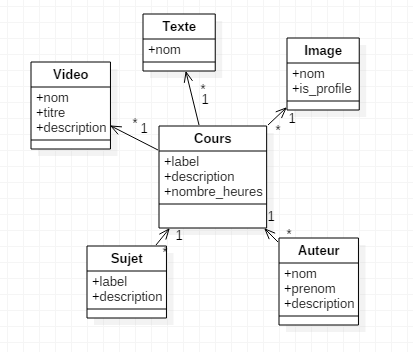 Texte
+nom
Image
+nom
+is_profile
Video
+nom
+titre
+description
*
1
*
1
1
*
Cours
+label
+description
+nombre_heures
1
*
1
*
Sujet
+label
+description
Auteur
+nom
+prenom
+description